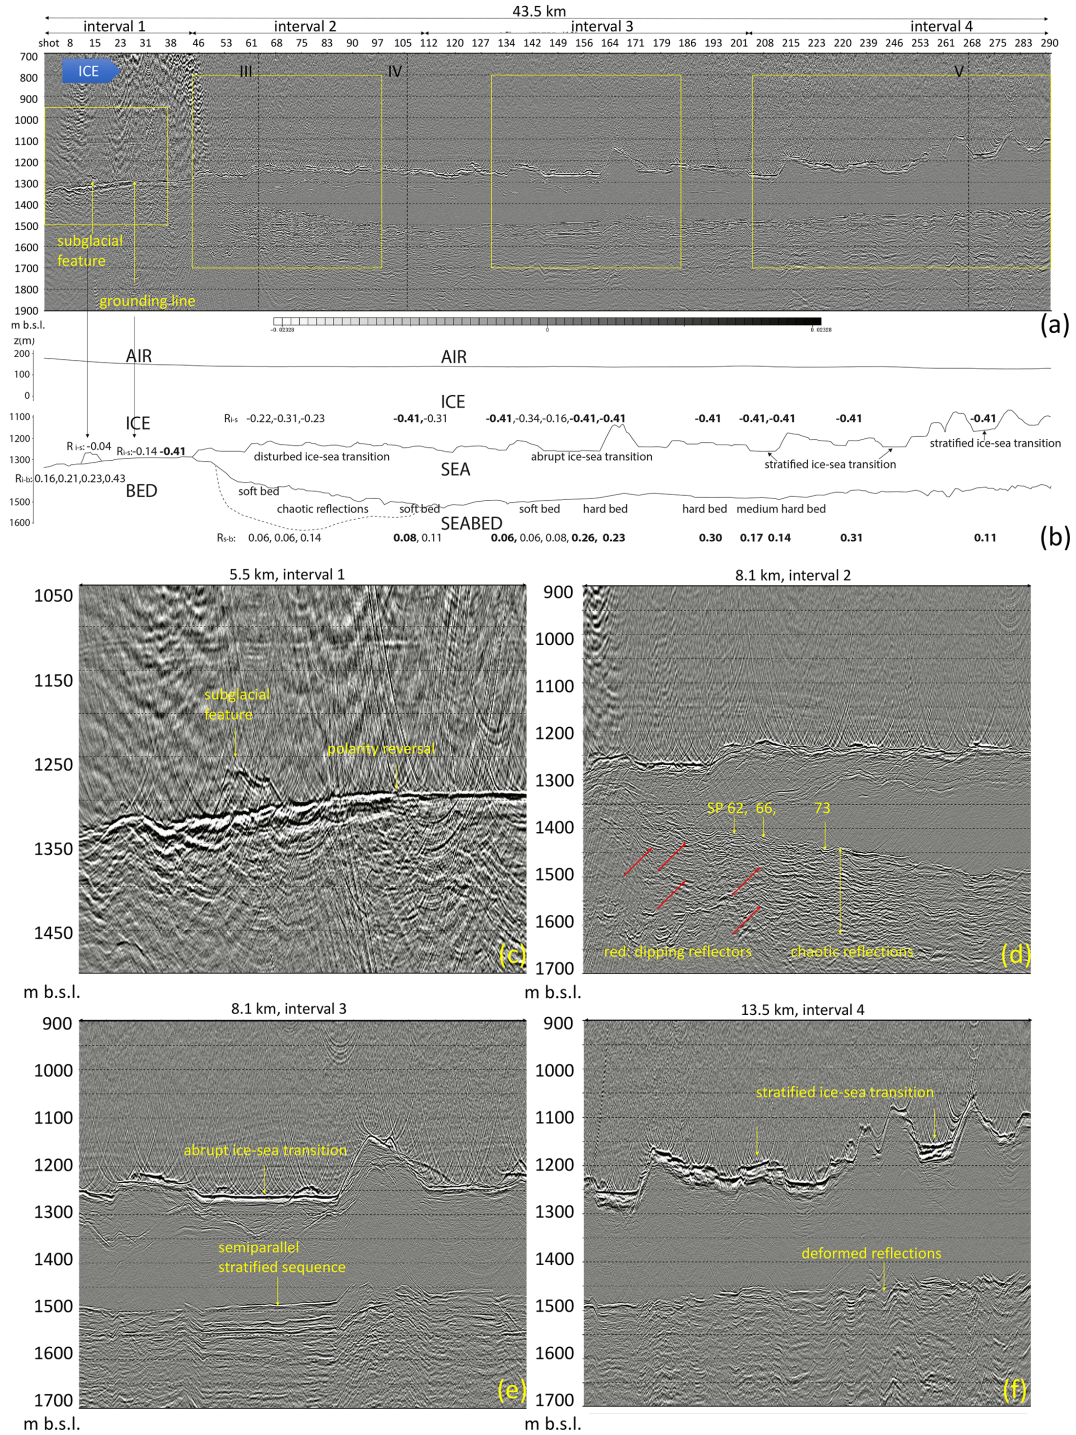 43.5 km
interval 1 interval 2 interval 3 interval 4
shot 8 15 23 31 38 46 53 61 68 75 83 90 97 105 112 120 127 134 142 149 156 164 171 179 186 193 201 208 215 223 230 238 246 253 261 268 275 283 290
700
800
900
1000
1100
1200
1300
1400
1500
1600
1700
1800
1900
m b.s.l.
ICE
III IV V
subglacial
feature
grounding line
-0.02328 0 0.02328
(a)
z(m)
200
100
0
1100
1200
1300
1500
1600
AIR AIR
ICE
ICE
Ri-s -0.22,-0.31,-0.23 -0.41,-0.31 -0.41,-0.34,-0.16,-0.41,-0.41 -0.41 -0.41,-0.41 -0.41 -0.41
Ri-s: -0.04 Ri-s:-0.14 -0.41
disturbed ice-sea transition abrupt ice-sea transition stratified ice-sea transition stratified ice-sea transition
SEA
Ri-b: 0.16,0.21,0.23,0.43
BED
soft bed
chaotic reflections soft bed soft bed hard bed hard bed medium hard bed
SEABED
Rs-b: 0.06, 0.06, 0.14 0.08, 0.11 0.06, 0.06, 0.08, 0.26, 0.23 0.30 0.17 0.14 0.31 0.11
(b)
5.5 km, interval 1
1050
1150
1250
1350
1450
m b.s.l.
subglacial
feature
polarity reversal
(c)
8.1 km, interval 2
900
1000
1100
1200
1300
1400
1500
1600
1700
m b.s.l.
SP 62, 66, 73
red: dipping reflectors chaotic reflections
(d)
8.1 km, interval 3
900
1000
1100
1200
1300
1400
1500
1600
1700
m b.s.l.
abrupt ice-sea transition
semiparallel
stratified sequence
(e)
13.5 km, interval 4
900
1000
1100
1200
1300
1400
1500
1600
1700
m b.s.l.
stratified ice-sea transition
deformed reflections
(f)